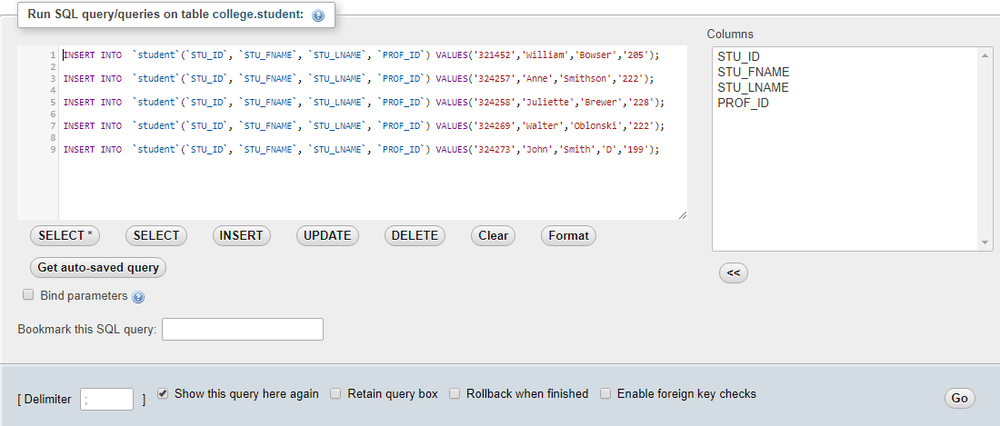 Run SQL query/queries on table college.student:
Columns
1 INSERT INTO `student`(`STU_ID`, `STU_FNAME`, `STU_LNAME`, `PROF_ID`) VALUES('321452','William','Bowser','205');
2
3 INSERT INTO `student`(`STU_ID`, `STU_FNAME`, `STU_LNAME`, `PROF_ID`) VALUES('324257','Anne','Smithson','222');
4
5 INSERT INTO `student`(`STU_ID`, `STU_FNAME`, `STU_LNAME`, `PROF_ID`) VALUES('324258','Juliette','Brewer','228');
6
7 INSERT INTO `student`(`STU_ID`, `STU_FNAME`, `STU_LNAME`, `PROF_ID`) VALUES('324269','Walter','Oblonski','222');
8
9 INSERT INTO `student`(`STU_ID`, `STU_FNAME`, `STU_LNAME`, `PROF_ID`) VALUES('324273','John','Smith','D','199');
STU_ID
STU_FNAME
STU_LNAME
PROF_ID
SELECT * SELECT INSERT UPDATE DELETE Clear Format
Get auto-saved query
<<
Bind parameters
Bookmark this SQL query:
[ Delimiter ; ] Show this query here again Retain query box Rollback when finished Enable foreign key checks Go